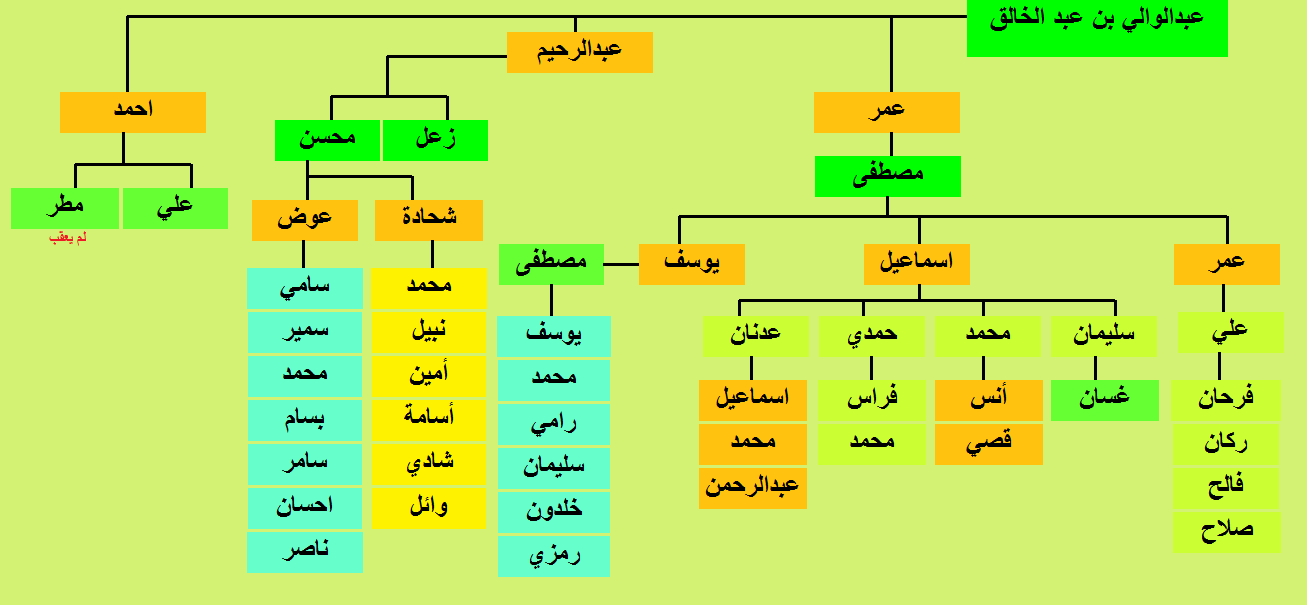 عبدالوالي بن عبد الخالق
عبدالرحيم
عمر
احمد
زعل
محسن
مصطفى
علي
مطر
لم يعقب
شحادة
عوض
عمر
اسماعيل
يوسف
مصطفى
علي
سليمان
محمد
حمدي
عدنان
فرحان
ركان
فالح
صلاح
غسان
أنس
قصي
فراس
محمد
اسماعيل
محمد
عبدالرحمن
يوسف
محمد
رامي
سليمان
خلدون
رمزي
محمد
نبيل
أمين
أسامة
شادي
وائل
سامي
سمير
محمد
بسام
سامر
احسان
ناصر